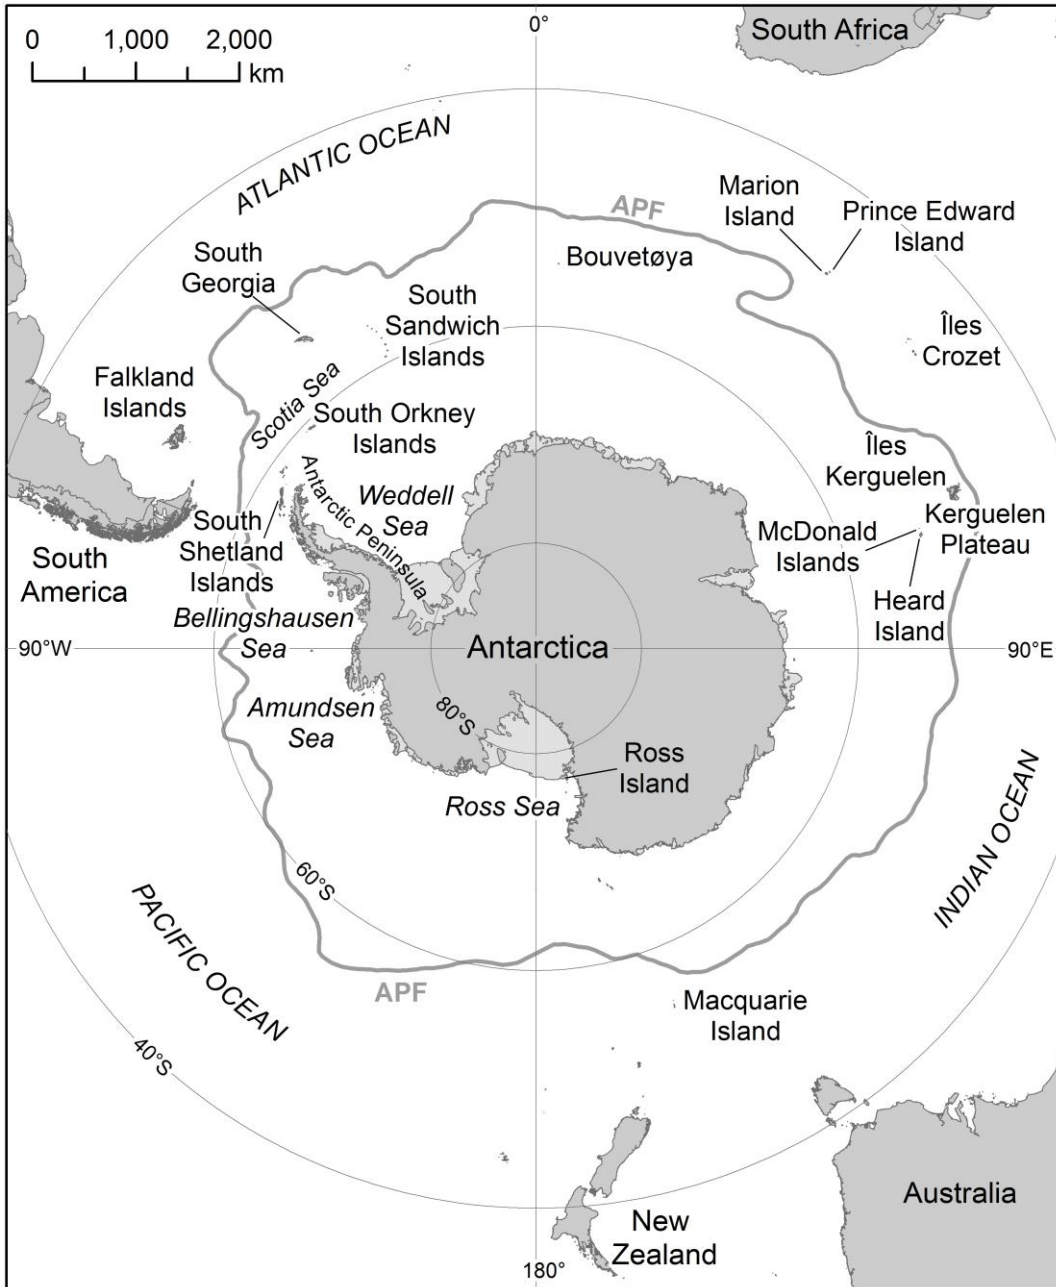 0 1,000 2,000
km
0°
South Africa
ATLANTIC OCEAN
APF
Marion
Island
Prince Edward
Island
Bouvetøya
South
Georgia
South
Sandwich
Islands
Îles
Crozet
Falkland
Islands
Scotia Sea
South Orkney
Islands
Îles
Kerguelen
Antarctic Peninsula
Weddell
Sea
Kerguelen
Plateau
McDonald
Islands
South
Shetland
Islands
South
America
Heard
Island
Bellingshausen
Sea
90°W
Antarctica
90°E
80°S
Amundsen
Sea
Ross
Island
Ross Sea
INDIAN OCEAN
60°S
PACIFIC OCEAN
APF
Macquarie
Island
40°S
Australia
New
Zealand
180°